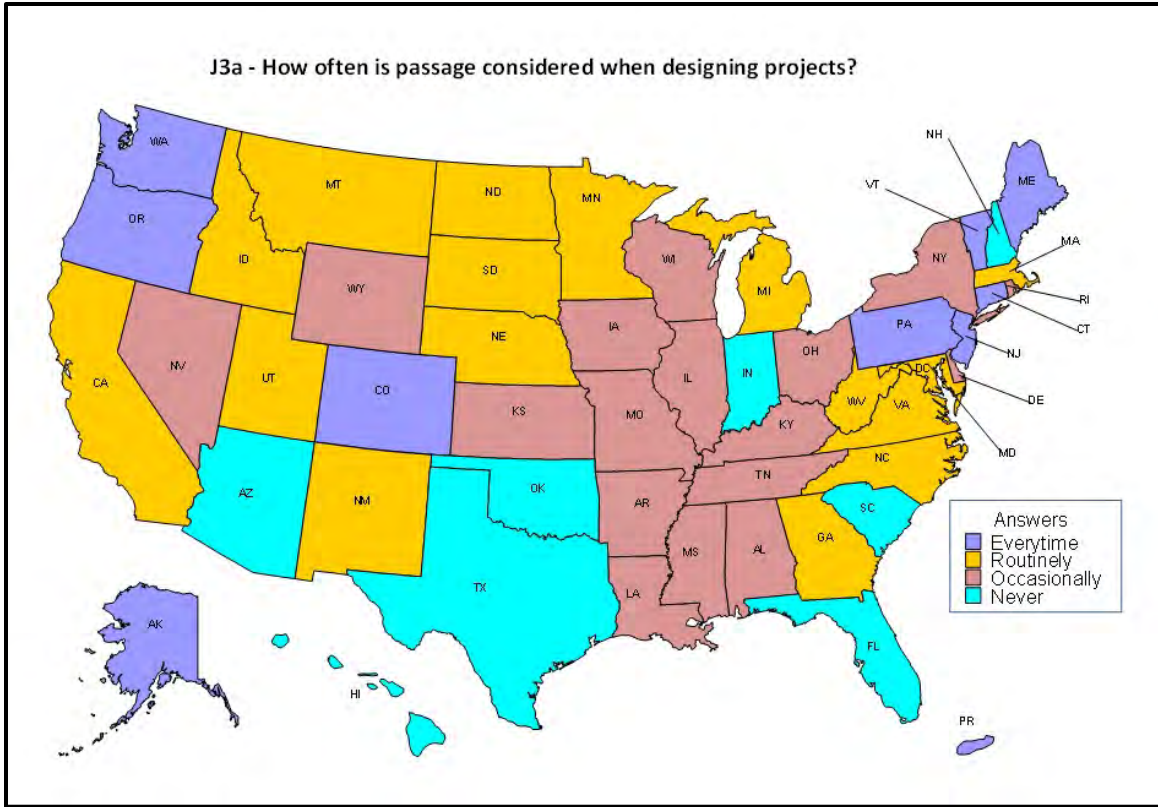 J3a - How often is passage considered when designing projects?
NH
WA
VT
ME
MT
ND
MN
OR
MA
ID
SD
WI
NY
WY
MI
RI
IA
PA
CT
NE
NV
OH
NJ
CA
UT
CO
IL
IN
DC
DE
KS
MO
WV
VA
KY
MD
NC
TN
AZ
OK
NM
AR
SC
MS
AL
GA
TX
LA
AK
FL
HI
PR
Answers
Everytime
Routinely
Occasionally
Never